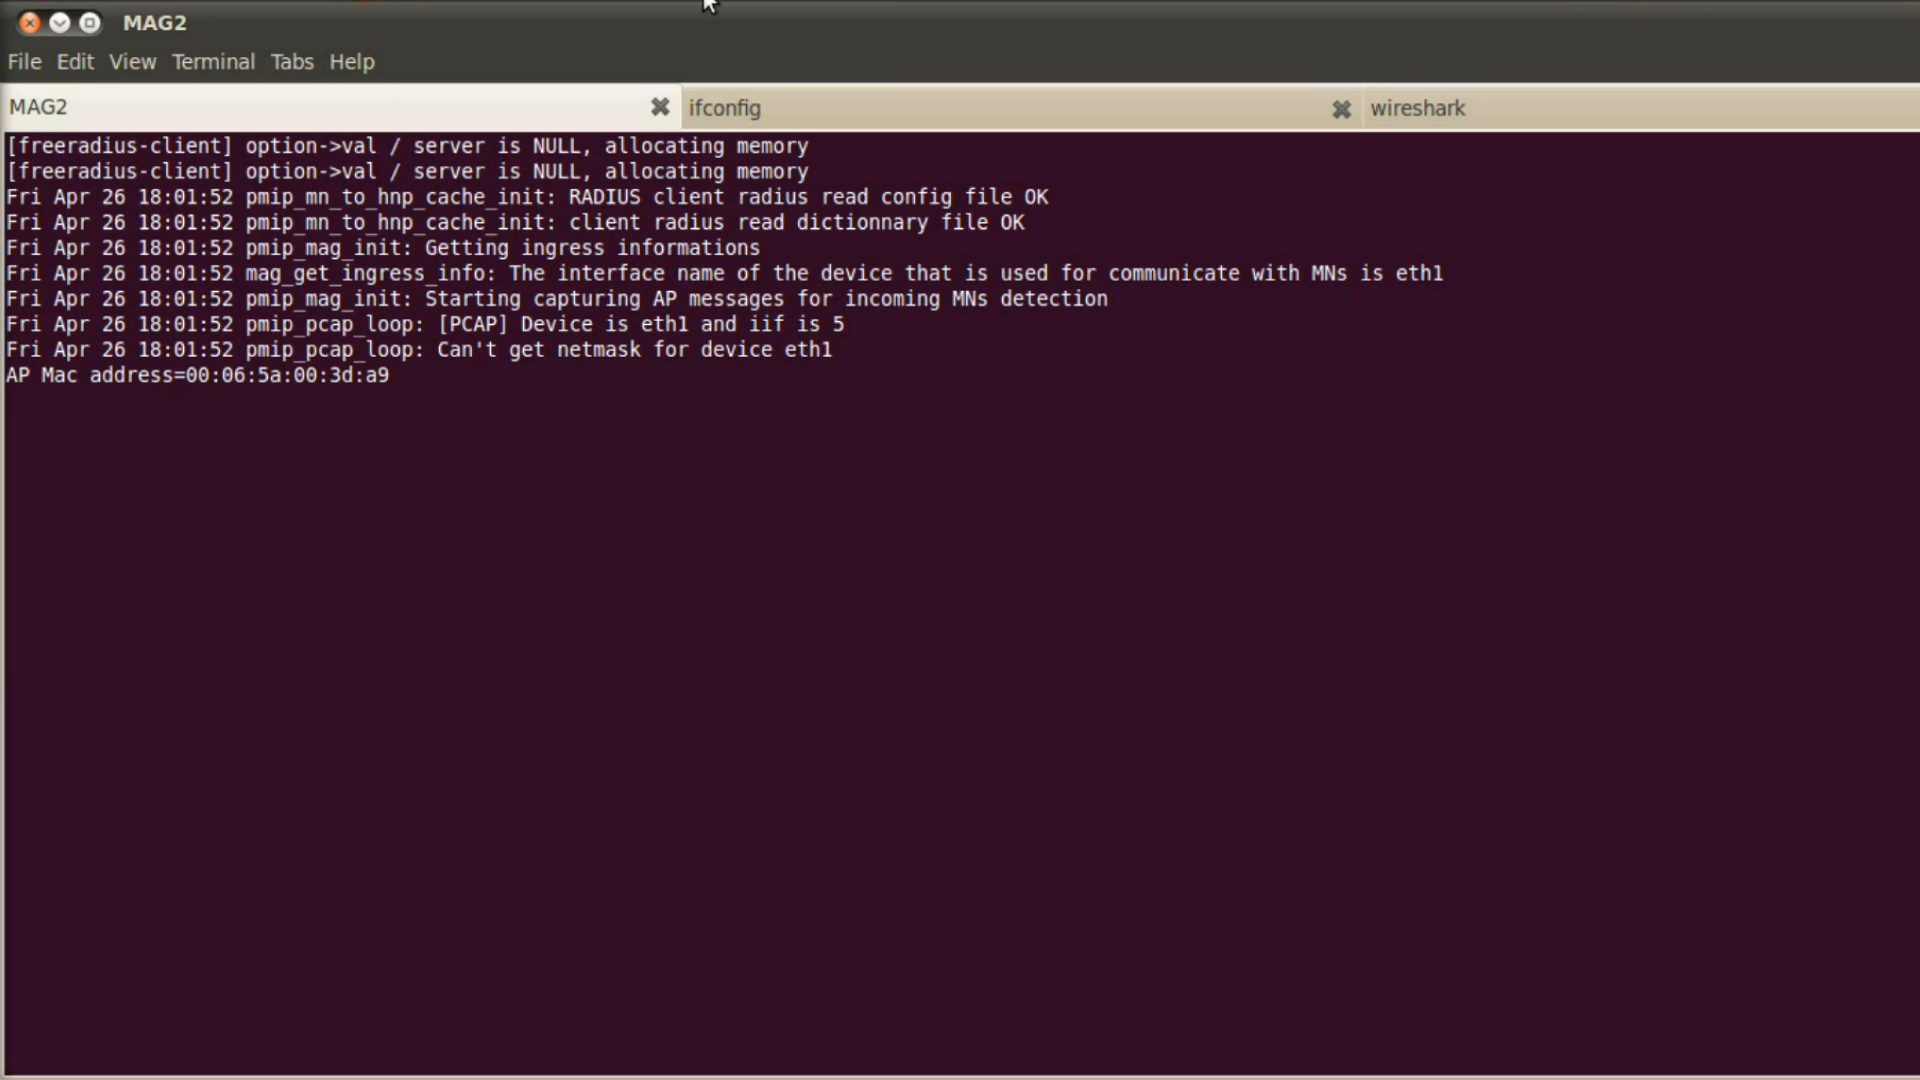 MAG2
File Edit View Terminal Tabs Help
MAG2 ifconfig wireshark
[freeradius-client] option->val / server is NULL, allocating memory
[freeradius-client] option->val / server is NULL, allocating memory
Fri Apr 26 18:01:52 pmip_mn_to_hnp_cache_init: RADIUS client radius read config file OK
Fri Apr 26 18:01:52 pmip_mn_to_hnp_cache_init: client radius read dictionnary file OK
Fri Apr 26 18:01:52 pmip_mag_init: Getting ingress informations
Fri Apr 26 18:01:52 mag_get_ingress_info: The interface name of the device that is used for communicate with MNs is eth1
Fri Apr 26 18:01:52 pmip_mag_init: Starting capturing AP messages for incoming MNs detection
Fri Apr 26 18:01:52 pmip_pcap_loop: [PCAP] Device is eth1 and iif is 5
Fri Apr 26 18:01:52 pmip_pcap_loop: Can't get netmask for device eth1
AP Mac address=00:06:5a:00:3d:a9